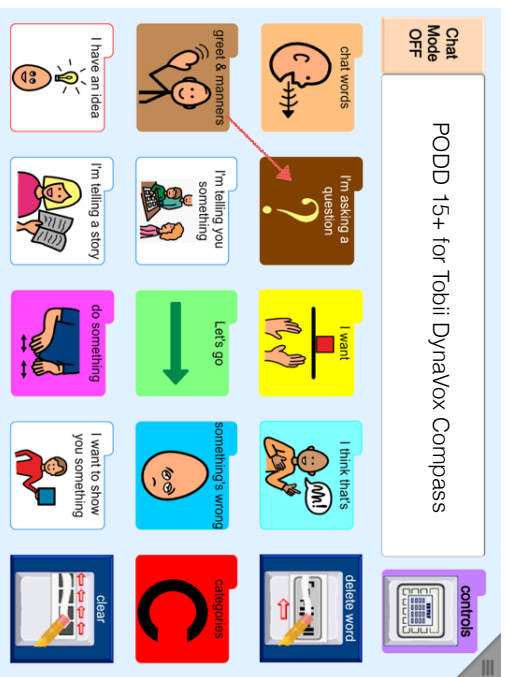 Chat
Mode
OFF
PODD 15+ for Tobii DynaVox Compass
controls
chat words
I'm asking a
question
I want
I think that's
Ah!
delete word
greet & manners
I'm telling you
something
Let's go
something's wrong
categories
I have an idea
I'm telling a story
do something
I want to show
you something
clear